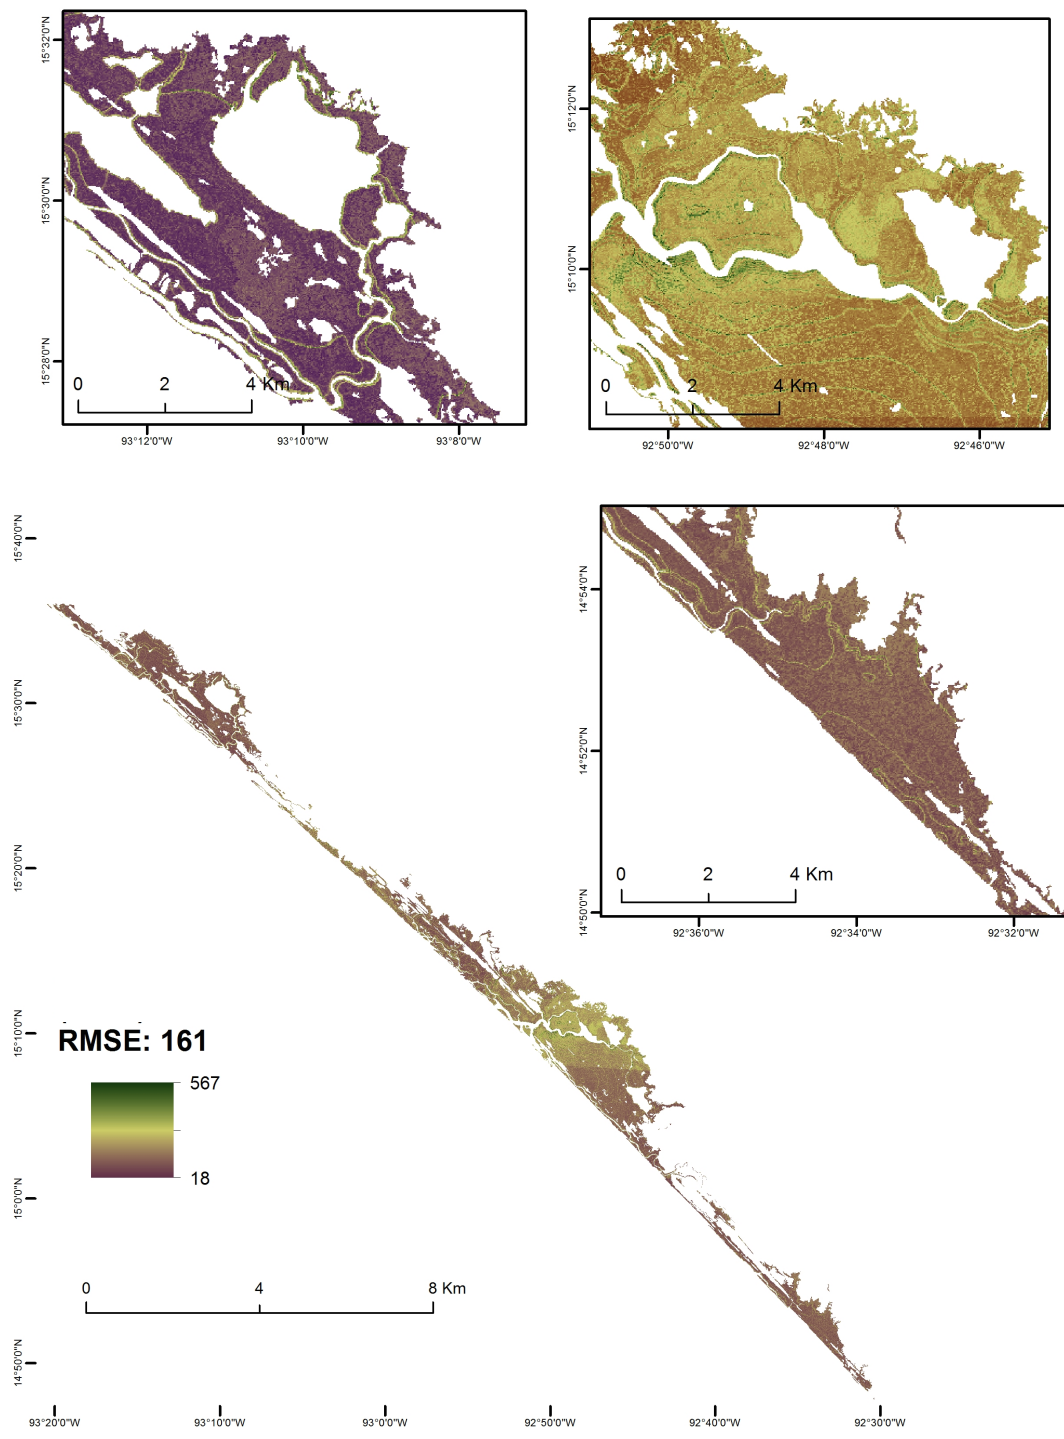 15°32'0"N
15°30'0"N
15°28'0"N
0 2 4 Km
93°12'0"W 93°10'0"W 93°8'0"W
15°12'0"N
15°10'0"N
0 2 4 Km
92°50'0"W 92°48'0"W 92°46'0"W
14°54'0"N
14°52'0"N
14°50'0"N
0 2 4 Km
92°36'0"W 92°34'0"W 92°32'0"W
15°40'0"N
15°30'0"N
15°20'0"N
15°10'0"N
15°0'0"N
14°50'0"N
RMSE: 161
567
18
0 4 8 Km
93°20'0"W 93°10'0"W 93°0'0"W 92°50'0"W 92°40'0"W 92°30'0"W